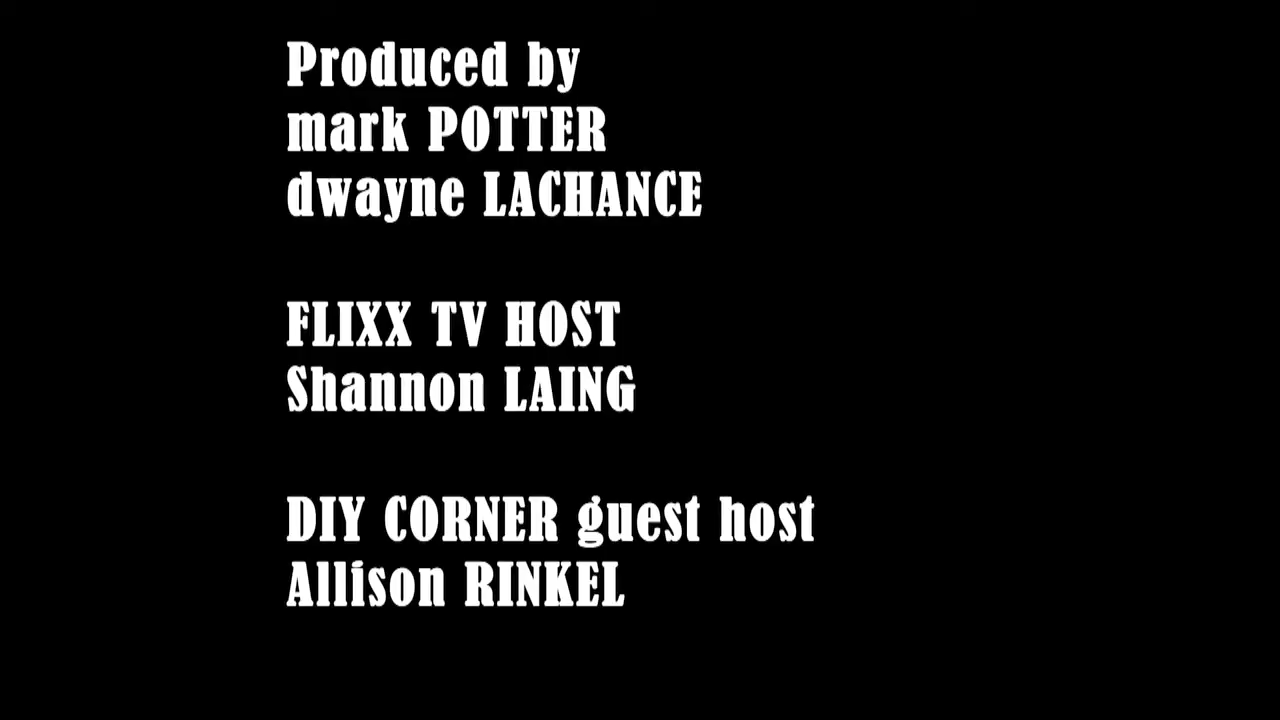 Produced by
mark POTTER
dwayne LACHANCE
FLIXX TV HOST
Shannon LAING
DIY CORNER guest host
Allison RINKEL